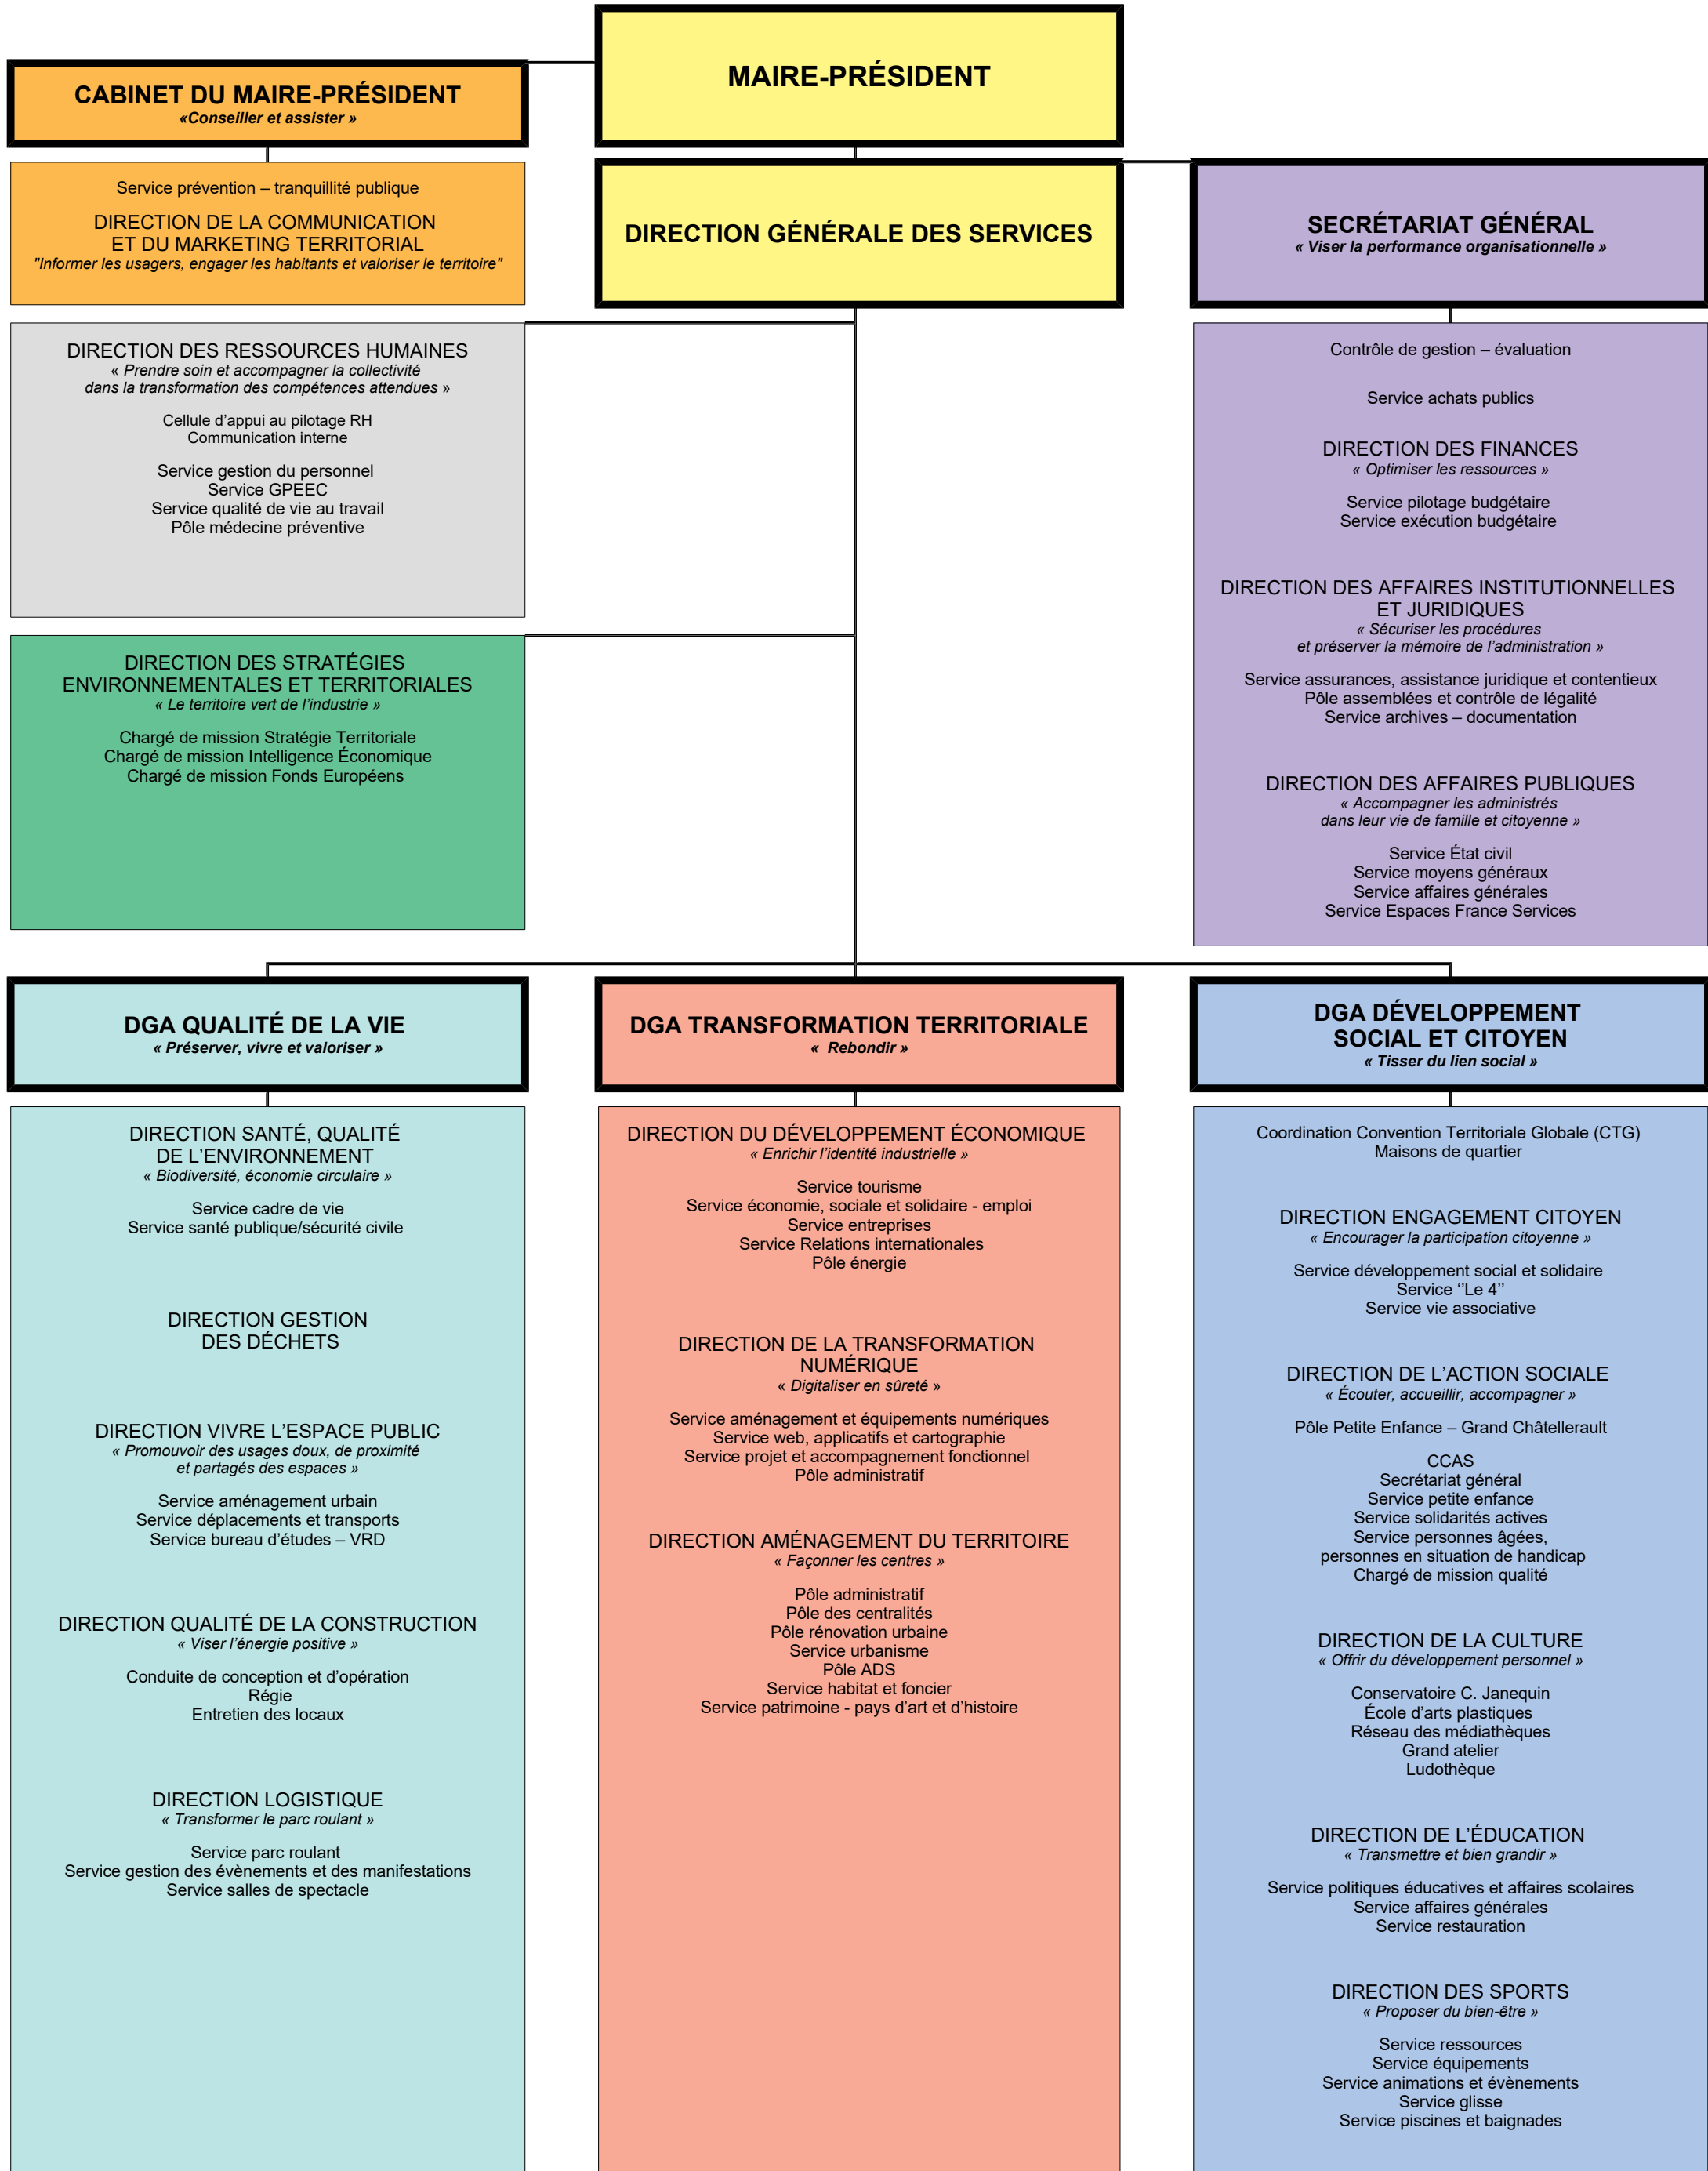 MAIRE-PRÉSIDENT
CABINET DU MAIRE-PRÉSIDENT
«Conseiller et assister »
Service prévention – tranquillité publique
DIRECTION DE LA COMMUNICATION
ET DU MARKETING TERRITORIAL
"Informer les usagers, engager les habitants et valoriser le territoire"
DIRECTION GÉNÉRALE DES SERVICES
SECRÉTARIAT GÉNÉRAL
« Viser la performance organisationnelle »
DIRECTION DES RESSOURCES HUMAINES
« Prendre soin et accompagner la collectivité
dans la transformation des compétences attendues »
Cellule d’appui au pilotage RH
Communication interne
Service gestion du personnel
Service GPEEC
Service qualité de vie au travail
Pôle médecine préventive
DIRECTION DES STRATÉGIES
ENVIRONNEMENTALES ET TERRITORIALES
« Le territoire vert de l’industrie »
Chargé de mission Stratégie Territoriale
Chargé de mission Intelligence Économique
Chargé de mission Fonds Européens
Contrôle de gestion – évaluation
Service achats publics
DIRECTION DES FINANCES
« Optimiser les ressources »
Service pilotage budgétaire
Service exécution budgétaire
DIRECTION DES AFFAIRES INSTITUTIONNELLES
ET JURIDIQUES
« Sécuriser les procédures
et préserver la mémoire de l’administration »
Service assurances, assistance juridique et contentieux
Pôle assemblées et contrôle de légalité
Service archives – documentation
DIRECTION DES AFFAIRES PUBLIQUES
« Accompagner les administrés
dans leur vie de famille et citoyenne »
Service État civil
Service moyens généraux
Service affaires générales
Service Espaces France Services
DGA QUALITÉ DE LA VIE
« Préserver, vivre et valoriser »
DIRECTION SANTÉ, QUALITÉ
DE L’ENVIRONNEMENT
« Biodiversité, économie circulaire »
Service cadre de vie
Service santé publique/sécurité civile
DIRECTION GESTION
DES DÉCHETS
DIRECTION VIVRE L’ESPACE PUBLIC
« Promouvoir des usages doux, de proximité
et partagés des espaces »
Service aménagement urbain
Service déplacements et transports
Service bureau d’études – VRD
DIRECTION QUALITÉ DE LA CONSTRUCTION
« Viser l’énergie positive »
Conduite de conception et d’opération
Régie
Entretien des locaux
DIRECTION LOGISTIQUE
« Transformer le parc roulant »
Service parc roulant
Service gestion des évènements et des manifestations
Service salles de spectacle
DGA TRANSFORMATION TERRITORIALE
«  Rebondir »
DIRECTION DU DÉVELOPPEMENT ÉCONOMIQUE
« Enrichir l’identité industrielle »
Service tourisme
Service économie, sociale et solidaire - emploi
Service entreprises
Service Relations internationales
Pôle énergie
DIRECTION DE LA TRANSFORMATION
NUMÉRIQUE
« Digitaliser en sûreté »
Service aménagement et équipements numériques
Service web, applicatifs et cartographie
Service projet et accompagnement fonctionnel
Pôle administratif
DIRECTION AMÉNAGEMENT DU TERRITOIRE
« Façonner les centres »
Pôle administratif
Pôle des centralités
Pôle rénovation urbaine
Service urbanisme
Pôle ADS
Service habitat et foncier
Service patrimoine - pays d’art et d’histoire
DGA DÉVELOPPEMENT
SOCIAL ET CITOYEN
« Tisser du lien social »
Coordination Convention Territoriale Globale (CTG)
Maisons de quartier
DIRECTION ENGAGEMENT CITOYEN
« Encourager la participation citoyenne »
Service développement social et solidaire
Service ‘’Le 4’’
Service vie associative
DIRECTION DE L’ACTION SOCIALE
« Écouter, accueillir, accompagner »
Pôle Petite Enfance – Grand Châtellerault
CCAS
Secrétariat général
Service petite enfance
Service solidarités actives
Service personnes âgées,
personnes en situation de handicap
Chargé de mission qualité
DIRECTION DE LA CULTURE
« Offrir du développement personnel »
Conservatoire C. Janequin
École d’arts plastiques
Réseau des médiathèques
Grand atelier
Ludothèque
DIRECTION DE L’ÉDUCATION
« Transmettre et bien grandir »
Service politiques éducatives et affaires scolaires
Service affaires générales
Service restauration
DIRECTION DES SPORTS
« Proposer du bien-être »
Service ressources
Service équipements
Service animations et évènements
Service glisse
Service piscines et baignades